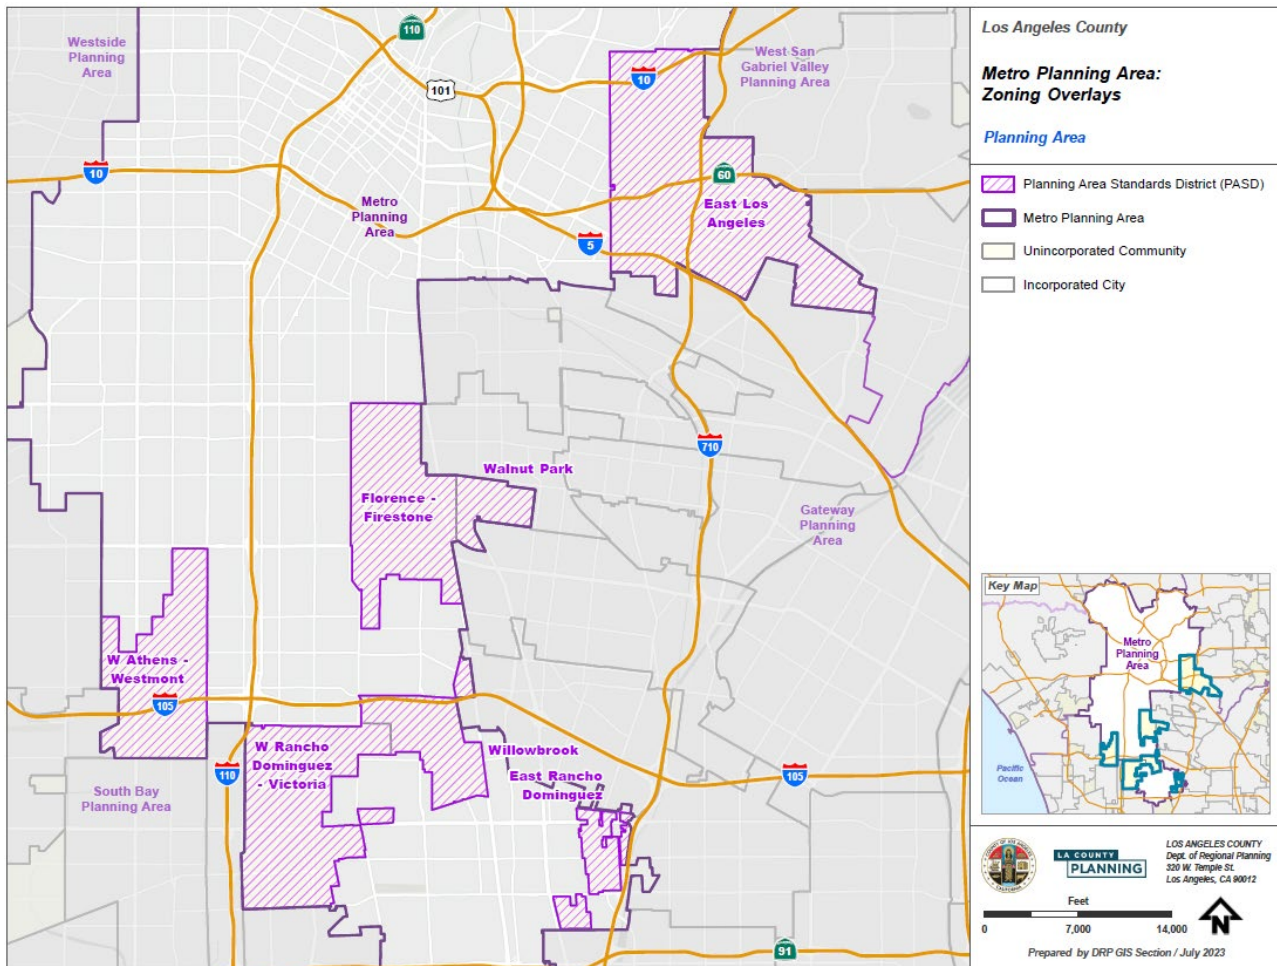 Westside
Planning
Area
110
101
West San
Gabriel Valley
Planning Area
10
10
60
Metro
Planning
Area
East Los
Angeles
5
710
Walnut Park
Florence -
Firestone
Gateway
Planning
Area
W Athens -
Westmont
105
W Rancho
Dominguez
- Victoria
Willowbrook
East Rancho
Dominguez
110
105
South Bay
Planning Area
91
Los Angeles County
Metro Planning Area:
Zoning Overlays
Planning Area
Planning Area Standards District (PASD)
Metro Planning Area
Unincorporated Community
Incorporated City
Key Map
Metro
Planning
Area
Pacific
Ocean
LA COUNTY
PLANNING
LOS ANGELES COUNTY
Dept. of Regional Planning
320 W. Temple St.
Los Angeles, CA 90012
Feet
0 7,000 14,000
N
Prepared by DRP GIS Section / July 2023